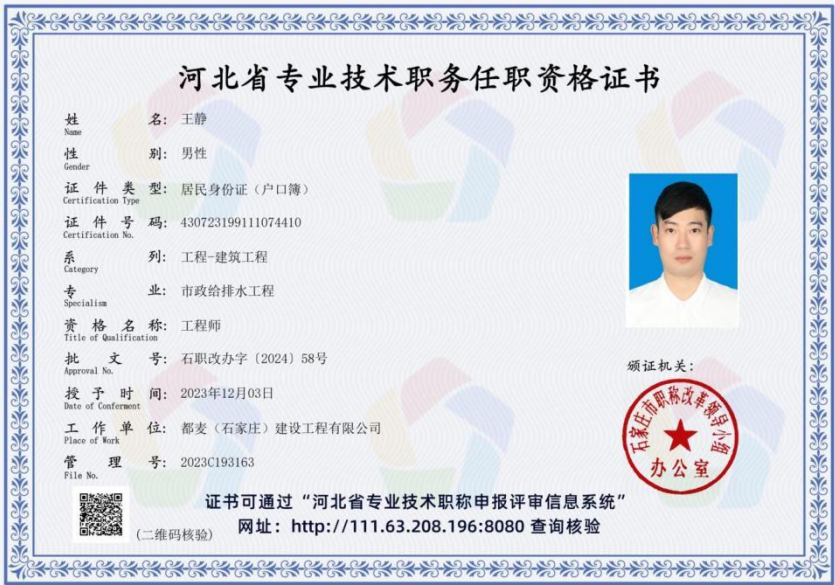 河北省专业技术职务任职资格证书
姓 名: 王静
Name
性 别: 男性
Gender
证件类型: 居民身份证（户口簿）
Certification Type
证件号码: 430723199111074410
Certification No.
系 列: 工程-建筑工程
Category
专 业: 市政给排水工程
Specialism
资格名称: 工程师
Title of Qualification
批 文 号: 石职改办字〔2024〕58号
Approval No.
授予时间: 2023年12月03日
Date of Conferment
工作单位: 都麦（石家庄）建设工程有限公司
Place of Work
管 理 号: 2023C193163
File No.
颁证机关:
石家庄市职称改革领导小组
办公室
(二维码核验)
证书可通过“河北省专业技术职称申报评审信息系统”
网址：http://111.63.208.196:8080 查询核验